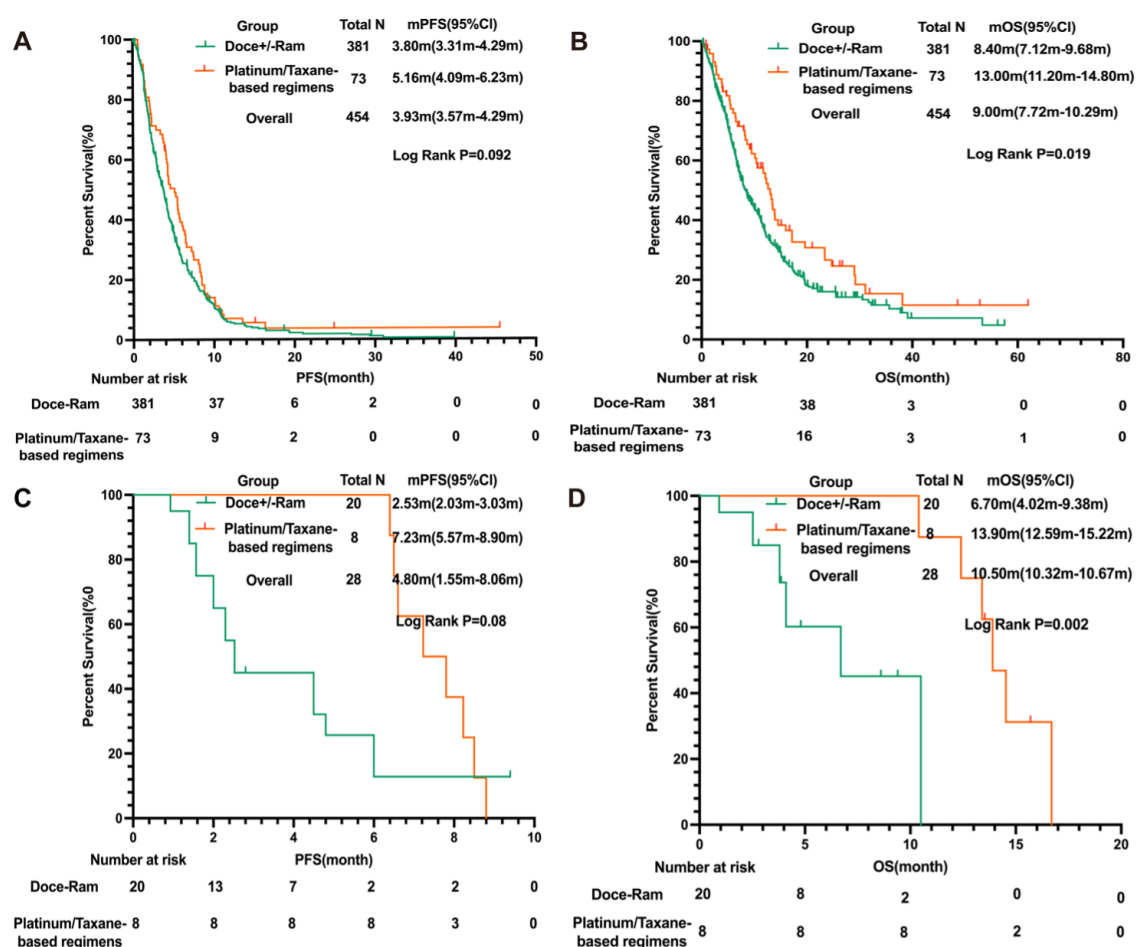 A
Group Total N mPFS(95%CI)
Doce+/-Ram 381 3.80m(3.31m-4.29m)
Platinum/Taxane-
based regimens 73 5.16m(4.09m-6.23m)
Overall 454 3.93m(3.57m-4.29m)
Log Rank P=0.092
Percent Survival(%0
100
80
60
40
20
0
0 10 20 30 40 50
Number at risk PFS(month)
Doce-Ram 381 37 6 2 0 0
Platinum/Taxane-
based regimens 73 9 2 0 0 0
B
Group Total N mOS(95%CI)
Doce+/-Ram 381 8.40m(7.12m-9.68m)
Platinum/Taxane-
based regimens 73 13.00m(11.20m-14.80m)
Overall 454 9.00m(7.72m-10.29m)
Log Rank P=0.019
Percent Survival(%0
100
80
60
40
20
0
0 20 40 60 80
Number at risk OS(month)
Doce-Ram 381 38 3 0 0
Platinum/Taxane-
based regimens 73 16 3 1 0
C
Group Total N mPFS(95%CI)
Doce+/-Ram 20 2.53m(2.03m-3.03m)
Platinum/Taxane-
based regimens 8 7.23m(5.57m-8.90m)
Overall 28 4.80m(1.55m-8.06m)
Log Rank P=0.08
Percent Survival(%0
100
80
60
40
20
0
0 2 4 6 8 10
Number at risk PFS(month)
Doce-Ram 20 13 7 2 2 0
Platinum/Taxane-
based regimens 8 8 8 8 3 0
D
Group Total N mOS(95%CI)
Doce+/-Ram 20 6.70m(4.02m-9.38m)
Platinum/Taxane-
based regimens 8 13.90m(12.59m-15.22m)
Overall 28 10.50m(10.32m-10.67m)
Log Rank P=0.002
Percent Survival(%0
100
80
60
40
20
0
0 5 10 15 20
Number at risk OS(month)
Doce-Ram 20 8 2 0 0
Platinum/Taxane-
based regimens 8 8 8 2 0